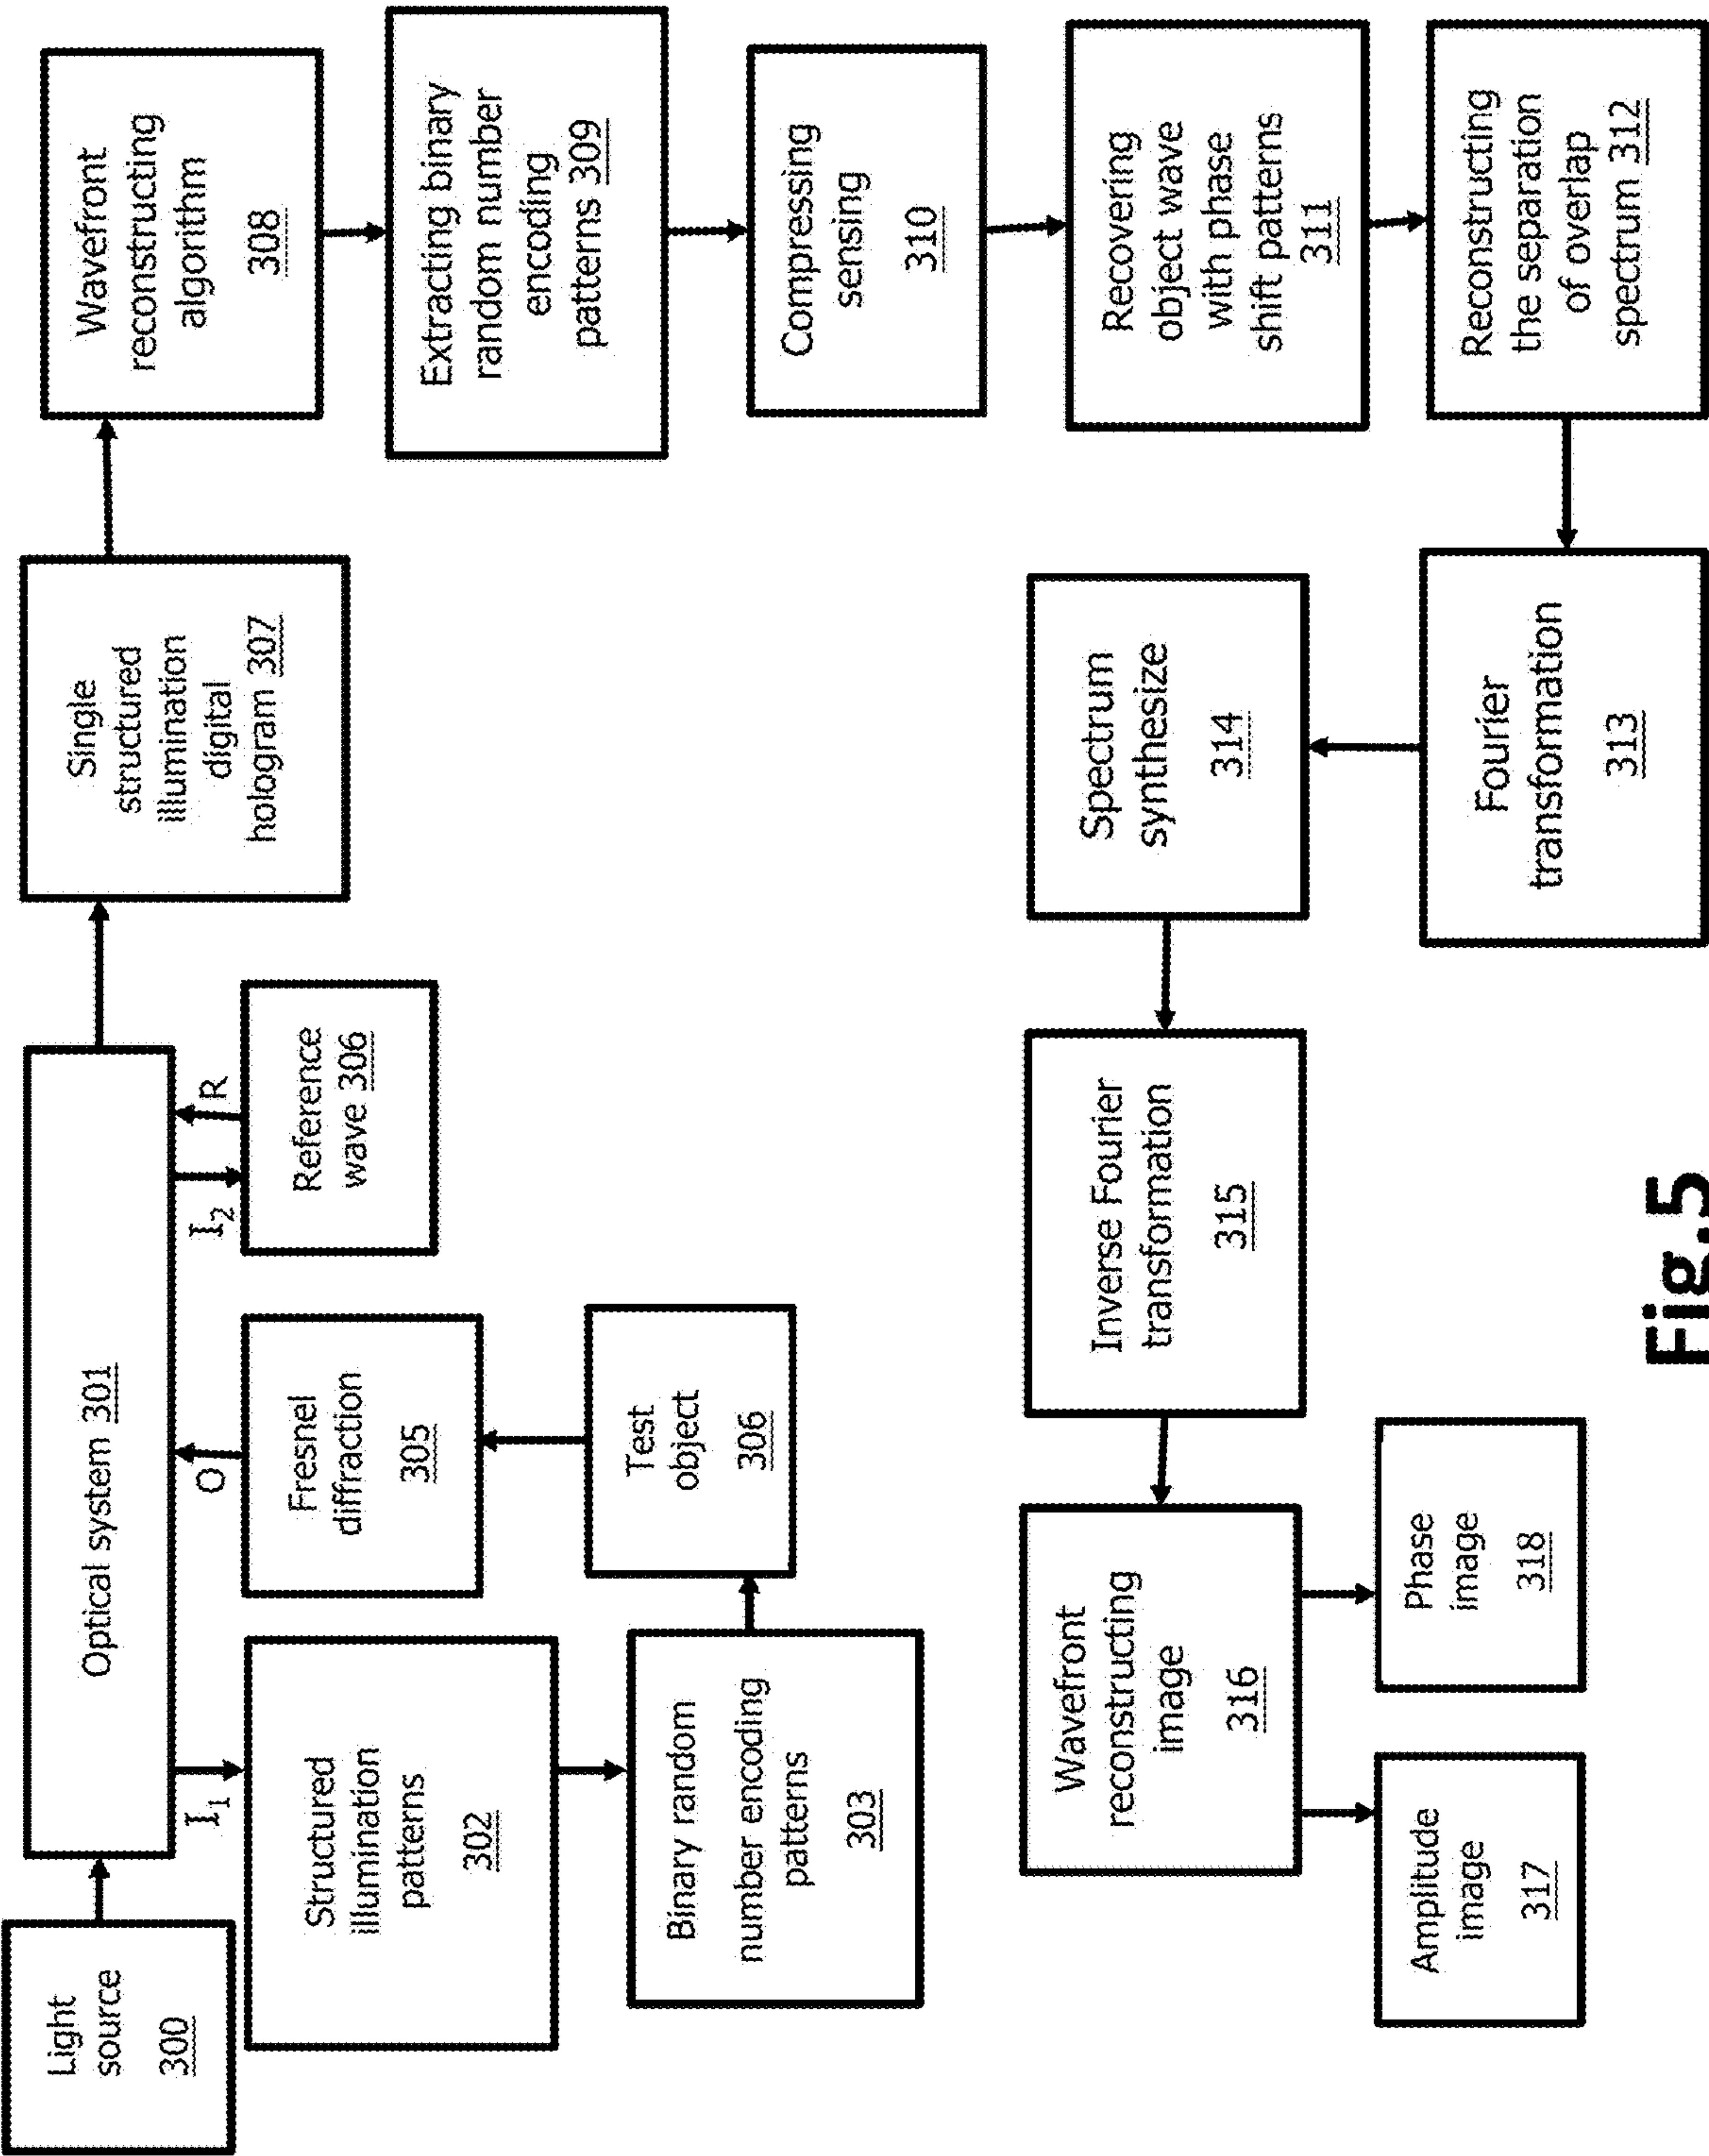 Light
source
300
Optical system 301
I₁
O
I₂
R
Structured
illumination
patterns
302
Binary random
number encoding
patterns
303
Test
object
306
Fresnel
diffraction
305
Reference
wave 306
Single
structured
illumination
digital
hologram 307
Wavefront
reconstructing
algorithm
308
Extracting binary
random number
encoding
patterns 309
Compressing
sensing
310
Recovering
object wave
with phase
shift patterns
311
Reconstructing
the separation
of overlap
spectrum 312
Fourier
transformation
313
Spectrum
synthesize
314
Inverse Fourier
transformation
315
Wavefront
reconstructing
image
316
Amplitude
image
317
Phase
image
318
Fig.5